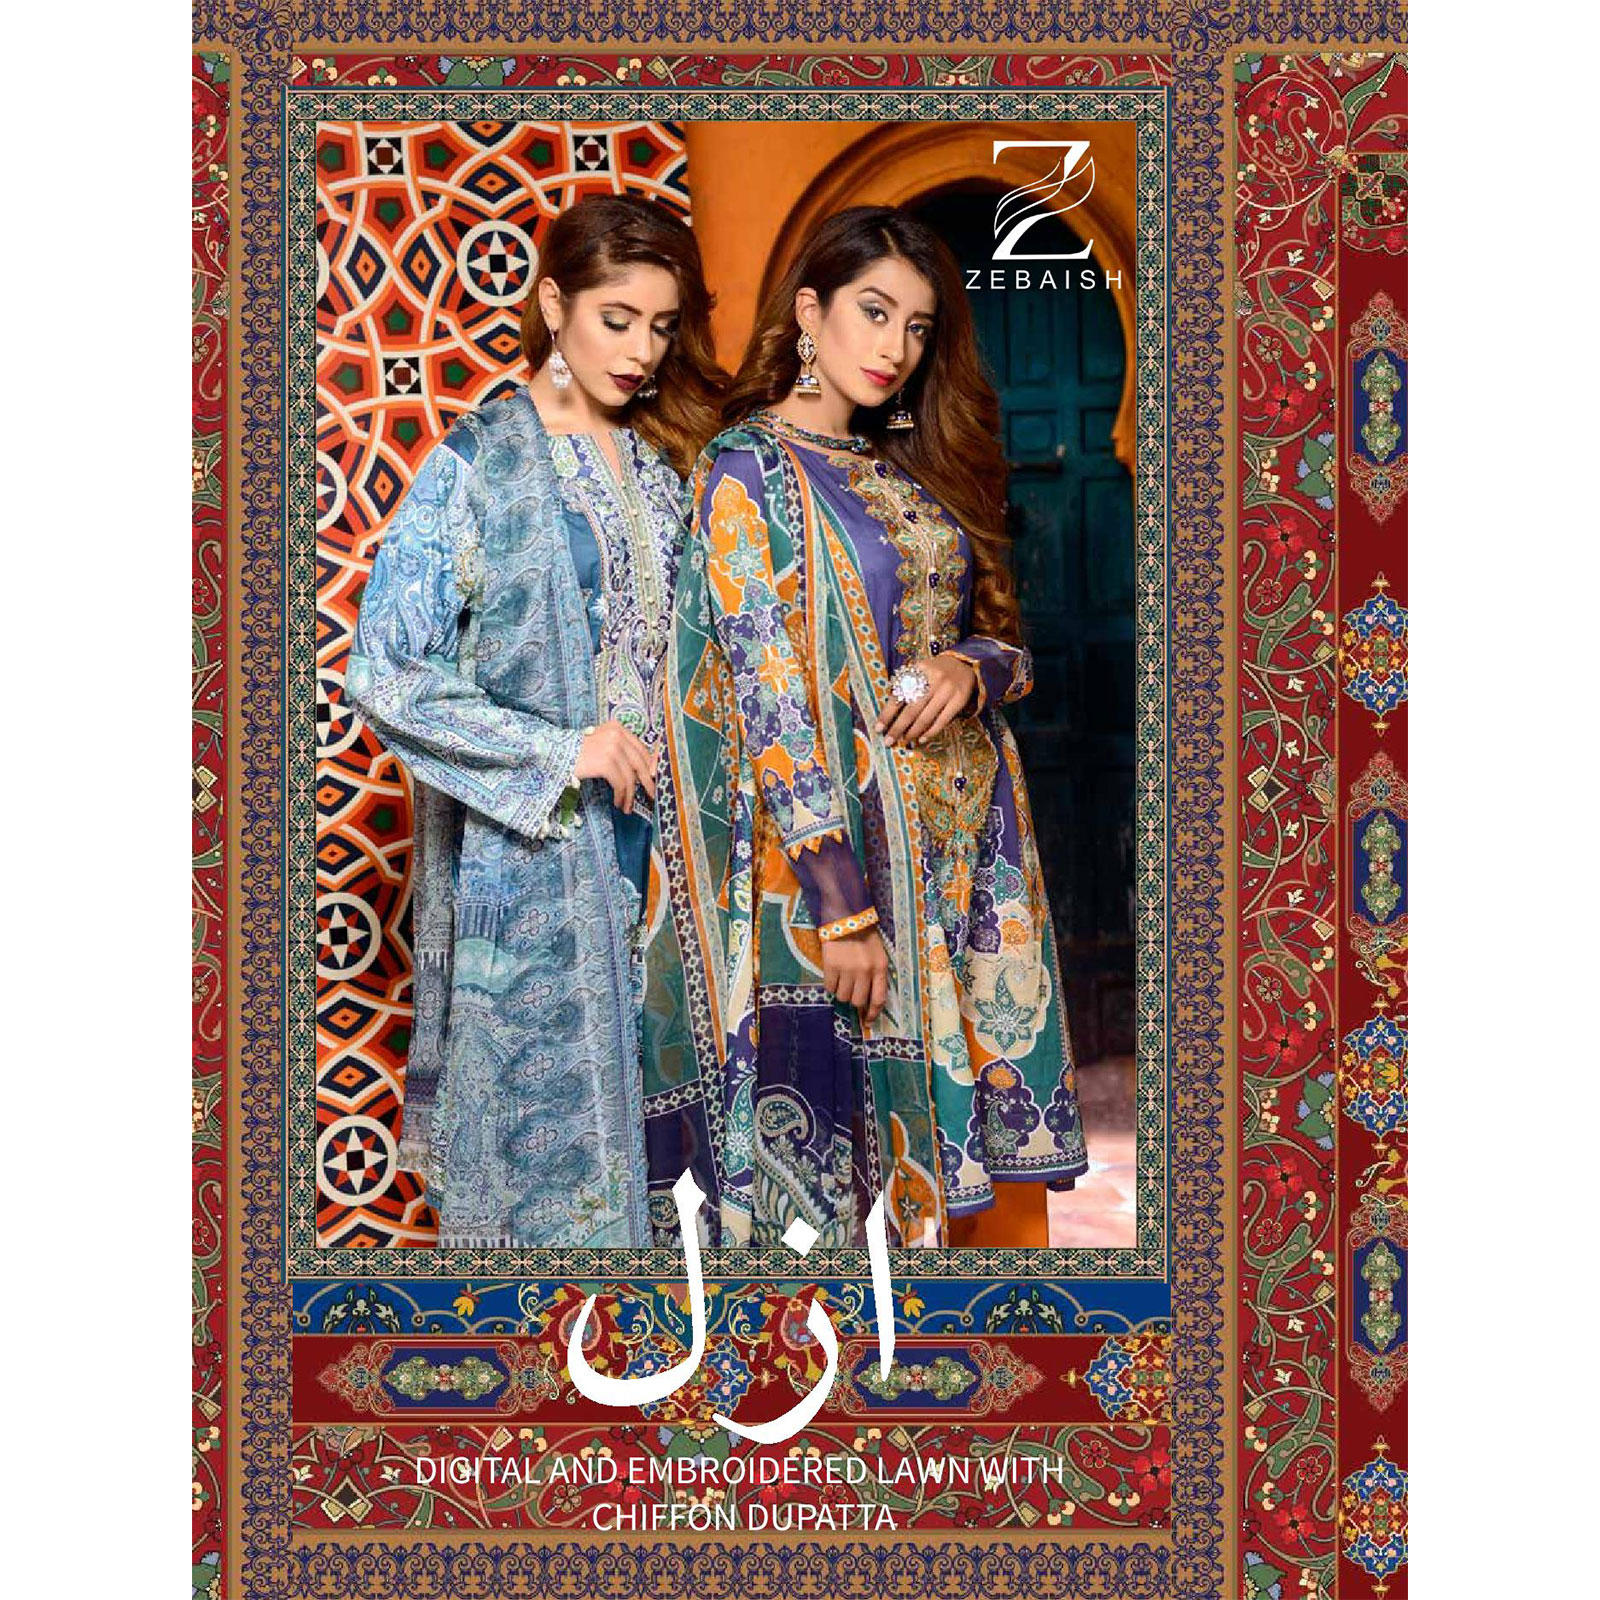 ZEBAISH
ازل
DIGITAL AND EMBROIDERED LAWN WITH
CHIFFON DUPATTA